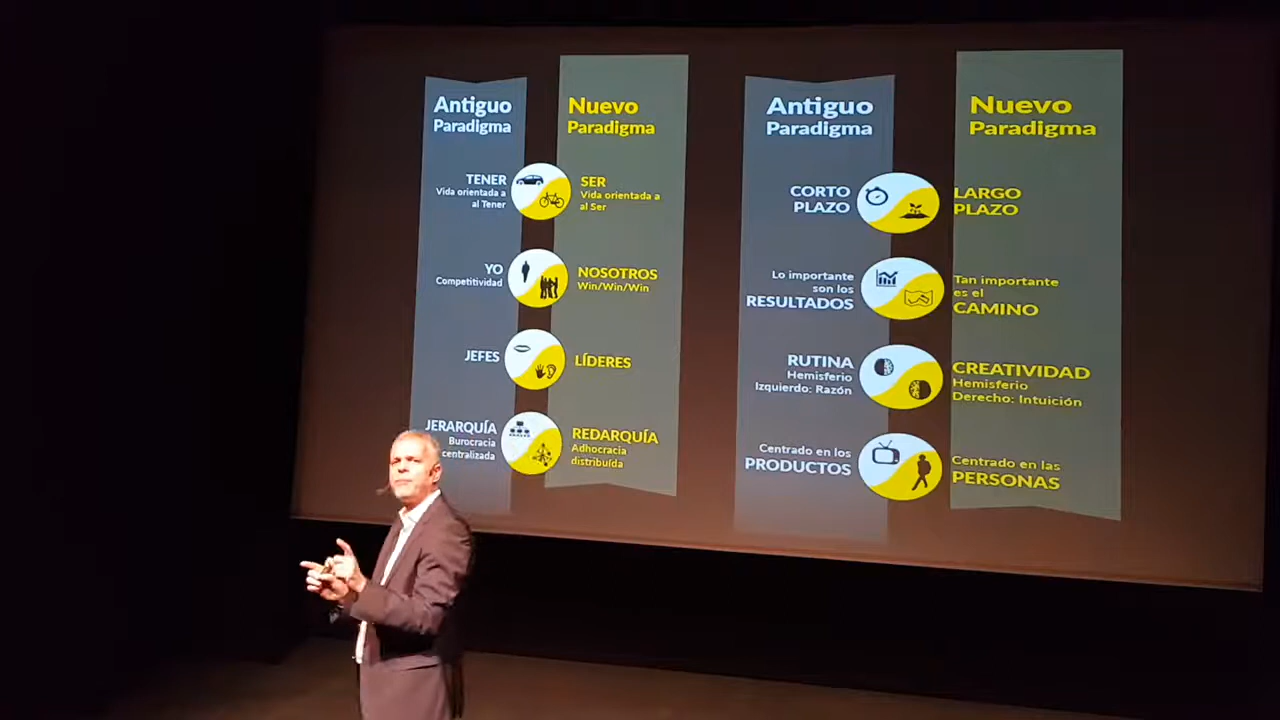 Antiguo
Paradigma
TENER
Vida orientada a
al Tener
YO
Competitividad
JEFES
JERARQUÍA
Burocracia
centralizada
Nuevo
Paradigma
SER
Vida orientada a
al Ser
NOSOTROS
Win/Win/Win
LÍDERES
REDARQUÍA
Adhocracia
distribuída
Antiguo
Paradigma
CORTO
PLAZO
Lo importante
son los
RESULTADOS
RUTINA
Hemisferio
Izquierdo: Razón
Centrado en los
PRODUCTOS
Nuevo
Paradigma
LARGO
PLAZO
Tan importante
es el
CAMINO
CREATIVIDAD
Hemisferio
Derecho: Intuición
Centrado en las
PERSONAS